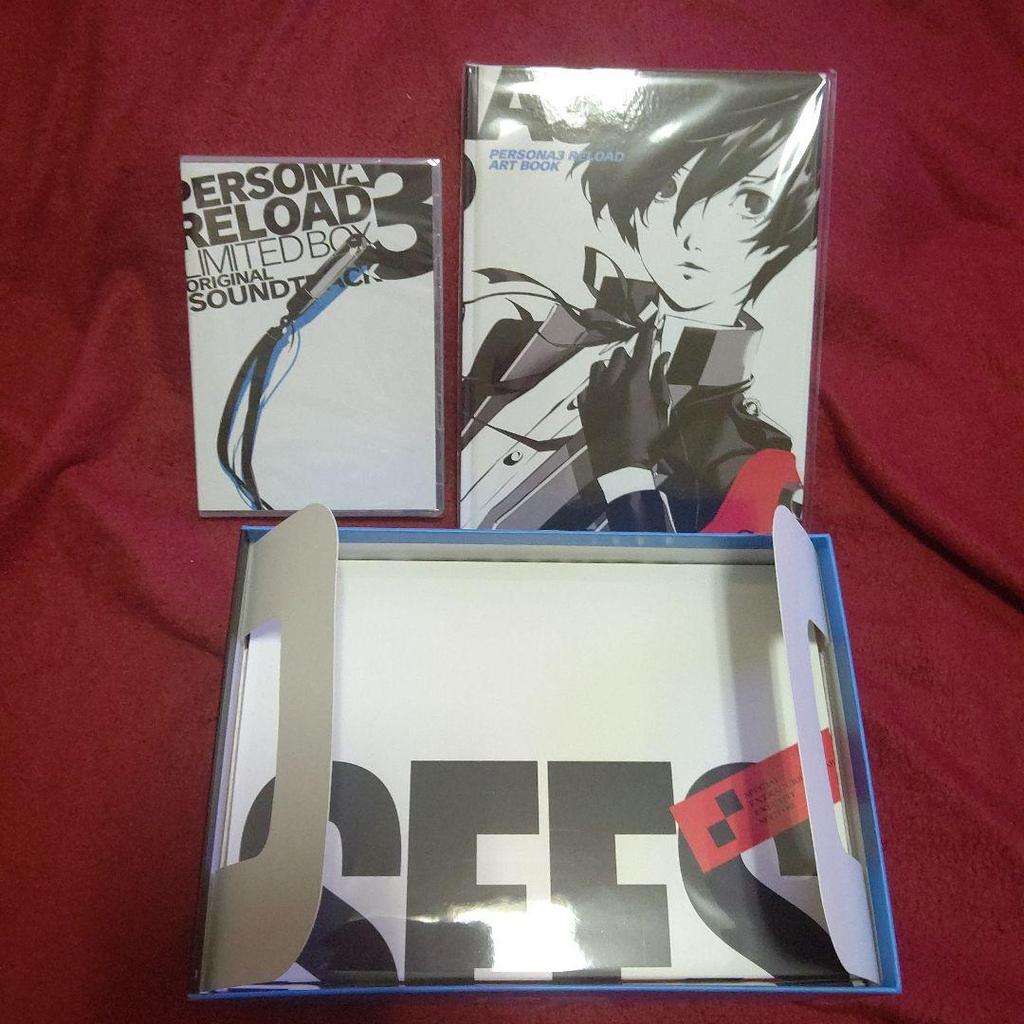 PERSONA3
RELOAD
LIMITED BOX
ORIGINAL
SOUNDTRACK
PERSONA3 RELOAD
ART BOOK
SEES